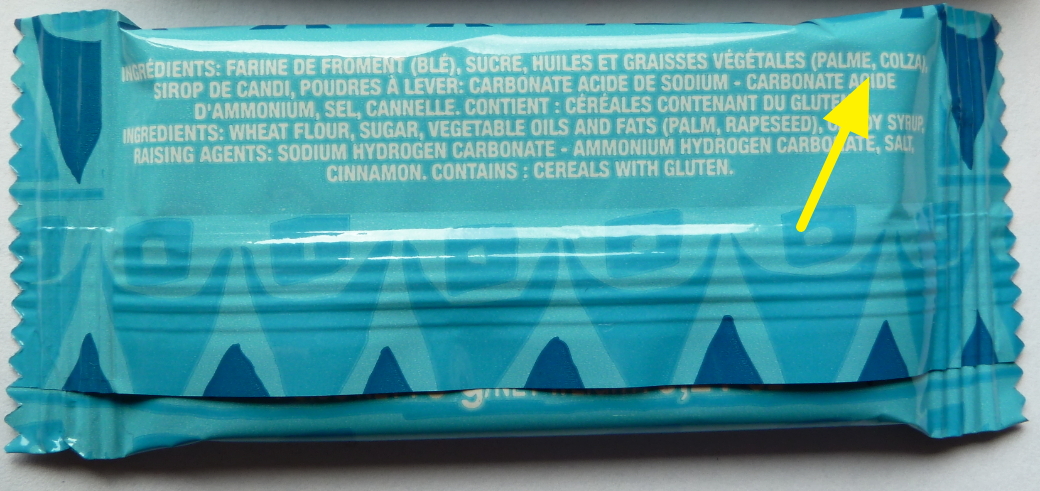 INGRÉDIENTS: FARINE DE FROMENT (BLÉ), SUCRE, HUILES ET GRAISSES VÉGÉTALES (PALME, COLZA),
SIROP DE CANDI, POUDRES À LEVER: CARBONATE ACIDE DE SODIUM - CARBONATE ACIDE
D'AMMONIUM, SEL, CANNELLE. CONTIENT : CÉRÉALES CONTENANT DU GLUTEN.
INGREDIENTS: WHEAT FLOUR, SUGAR, VEGETABLE OILS AND FATS (PALM, RAPESEED), CANDY SYRUP,
RAISING AGENTS: SODIUM HYDROGEN CARBONATE - AMMONIUM HYDROGEN CARBONATE, SALT,
CINNAMON. CONTAINS : CEREALS WITH GLUTEN.